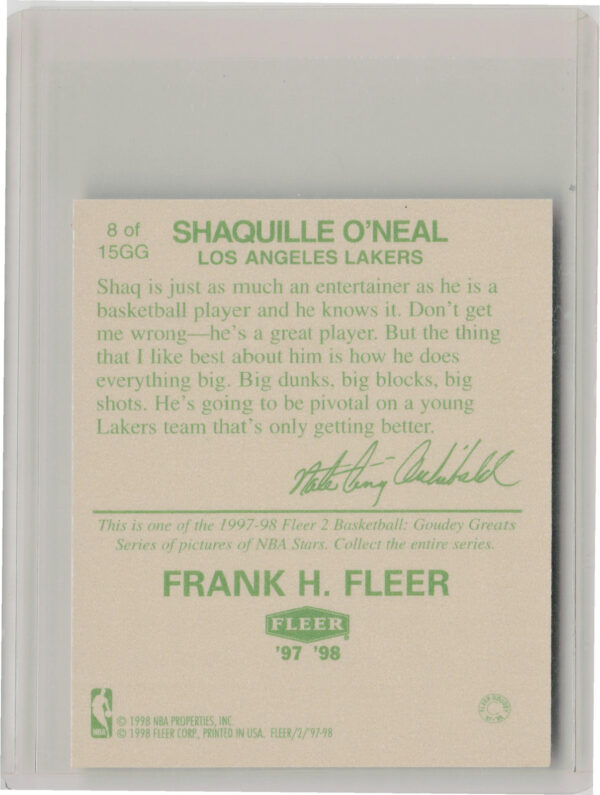 8 of
15GG
SHAQUILLE O'NEAL
LOS ANGELES LAKERS
Shaq is just as much an entertainer as he is a
basketball player and he knows it. Don't get
me wrong—he's a great player. But the thing
that I like best about him is how he does
everything big. Big dunks, big blocks, big
shots. He's going to be pivotal on a young
Lakers team that's only getting better.
Nate Tiny Archibald
This is one of the 1997-98 Fleer 2 Basketball: Goudey Greats
Series of pictures of NBA Stars. Collect the entire series.
FRANK H. FLEER
FLEER
'97 '98
NBA
© 1998 NBA PROPERTIES, INC.
© 1998 FLEER CORP., PRINTED IN USA. FLEER/2/'97-98